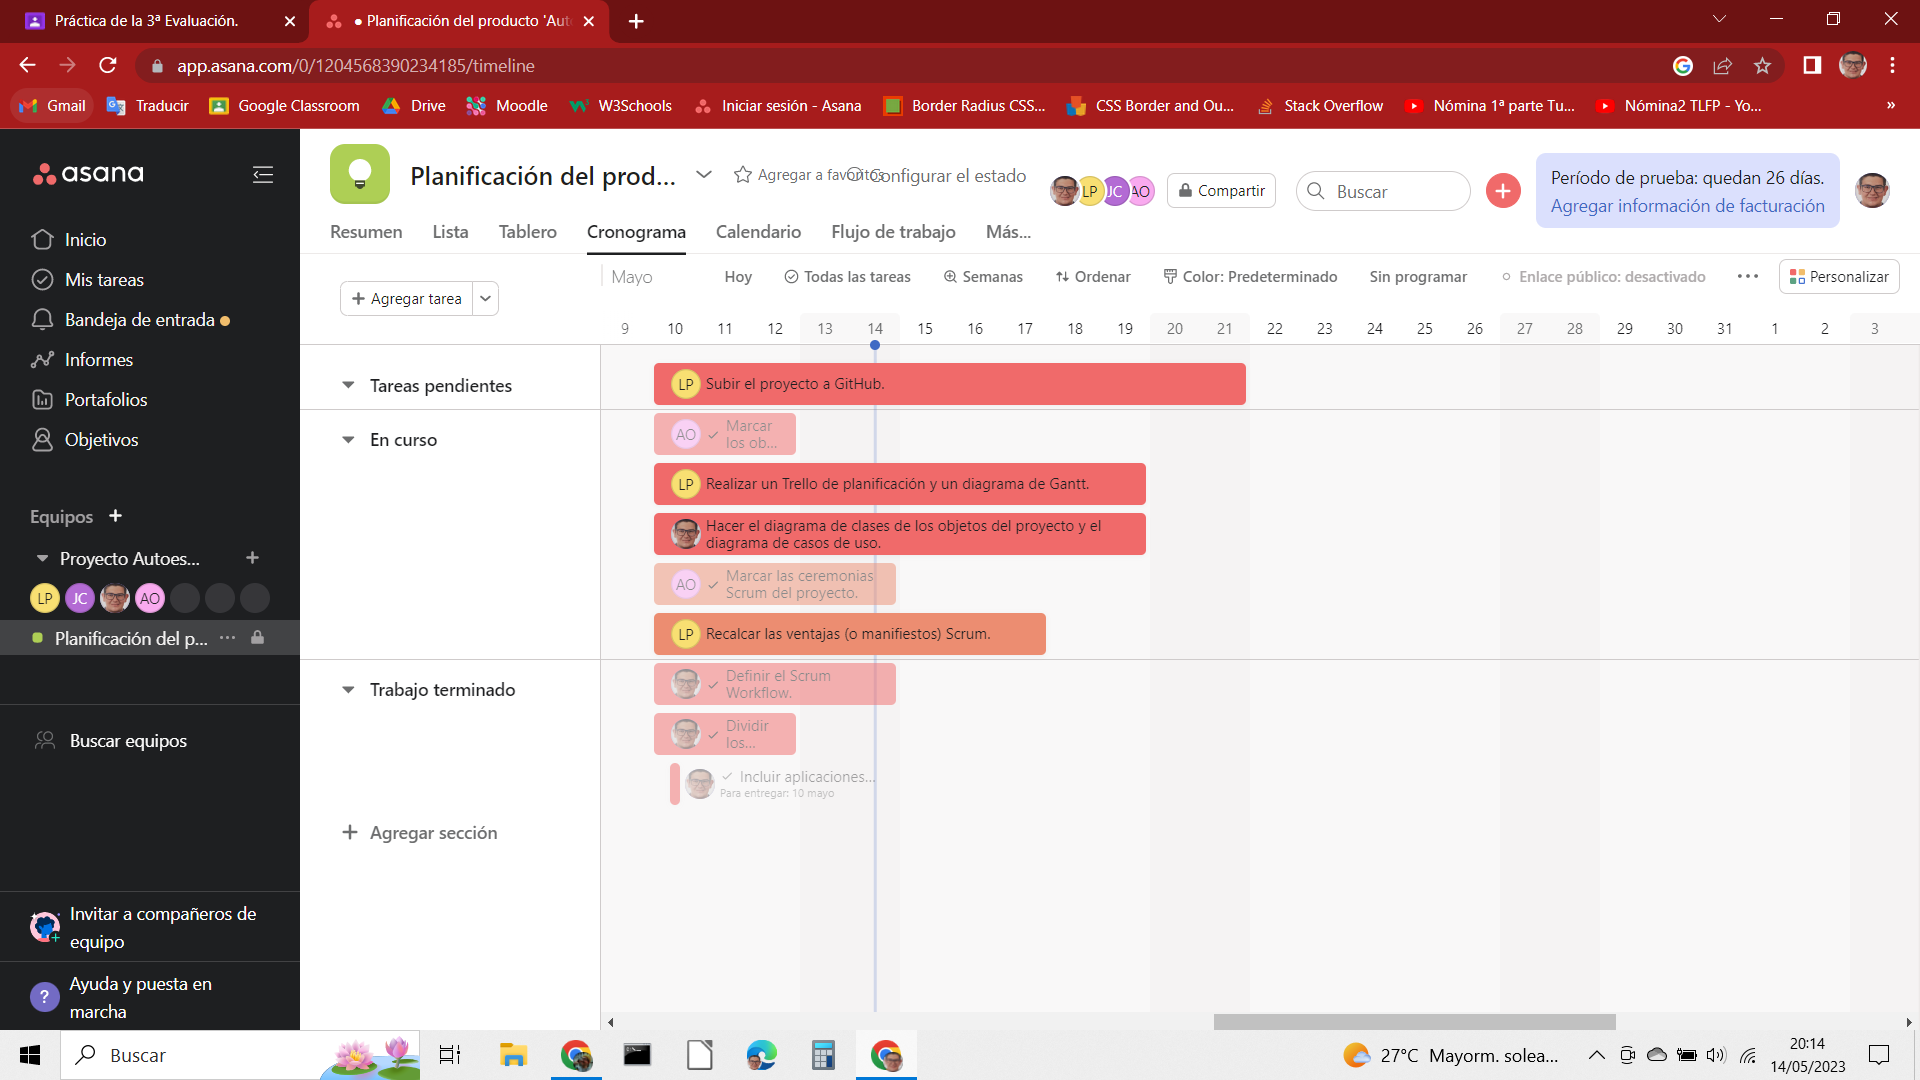 Práctica de la 3ª Evaluación.
● Planificación del producto 'Aut
app.asana.com/0/1204568390234185/timeline
Gmail
Traducir
Google Classroom
Drive
Moodle
W3Schools
Iniciar sesión - Asana
Border Radius CSS...
CSS Border and Ou...
Stack Overflow
Nómina 1ª parte Tu...
Nómina2 TLFP - Yo...
»
asana
Inicio
Mis tareas
Bandeja de entrada
Informes
Portafolios
Objetivos
Equipos +
Proyecto Autoes... +
LP JC AO
Planificación del p... ...
Buscar equipos
Invitar a compañeros de
equipo
? Ayuda y puesta en
marcha
Planificación del prod...
Agregar a favoritos
Configurar el estado
LP JC AO
Compartir
Buscar
Período de prueba: quedan 26 días.
Agregar información de facturación
Resumen
Lista
Tablero
Cronograma
Calendario
Flujo de trabajo
Más...
+ Agregar tarea
Mayo
Hoy
Todas las tareas
Semanas
Ordenar
Color: Predeterminado
Sin programar
Enlace público: desactivado
...
Personalizar
9 10 11 12 13 14 15 16 17 18 19 20 21 22 23 24 25 26 27 28 29 30 31 1 2 3
Tareas pendientes
LP Subir el proyecto a GitHub.
En curso
AO Marcar
los ob...
LP Realizar un Trello de planificación y un diagrama de Gantt.
Hacer el diagrama de clases de los objetos del proyecto y el
diagrama de casos de uso.
AO Marcar las ceremonias
Scrum del proyecto.
LP Recalcar las ventajas (o manifiestos) Scrum.
Trabajo terminado
Definir el Scrum
Workflow.
Dividir
los...
Incluir aplicaciones...
Para entregar: 10 mayo
+ Agregar sección
Buscar
27°C Mayorm. solea...
20:14
14/05/2023